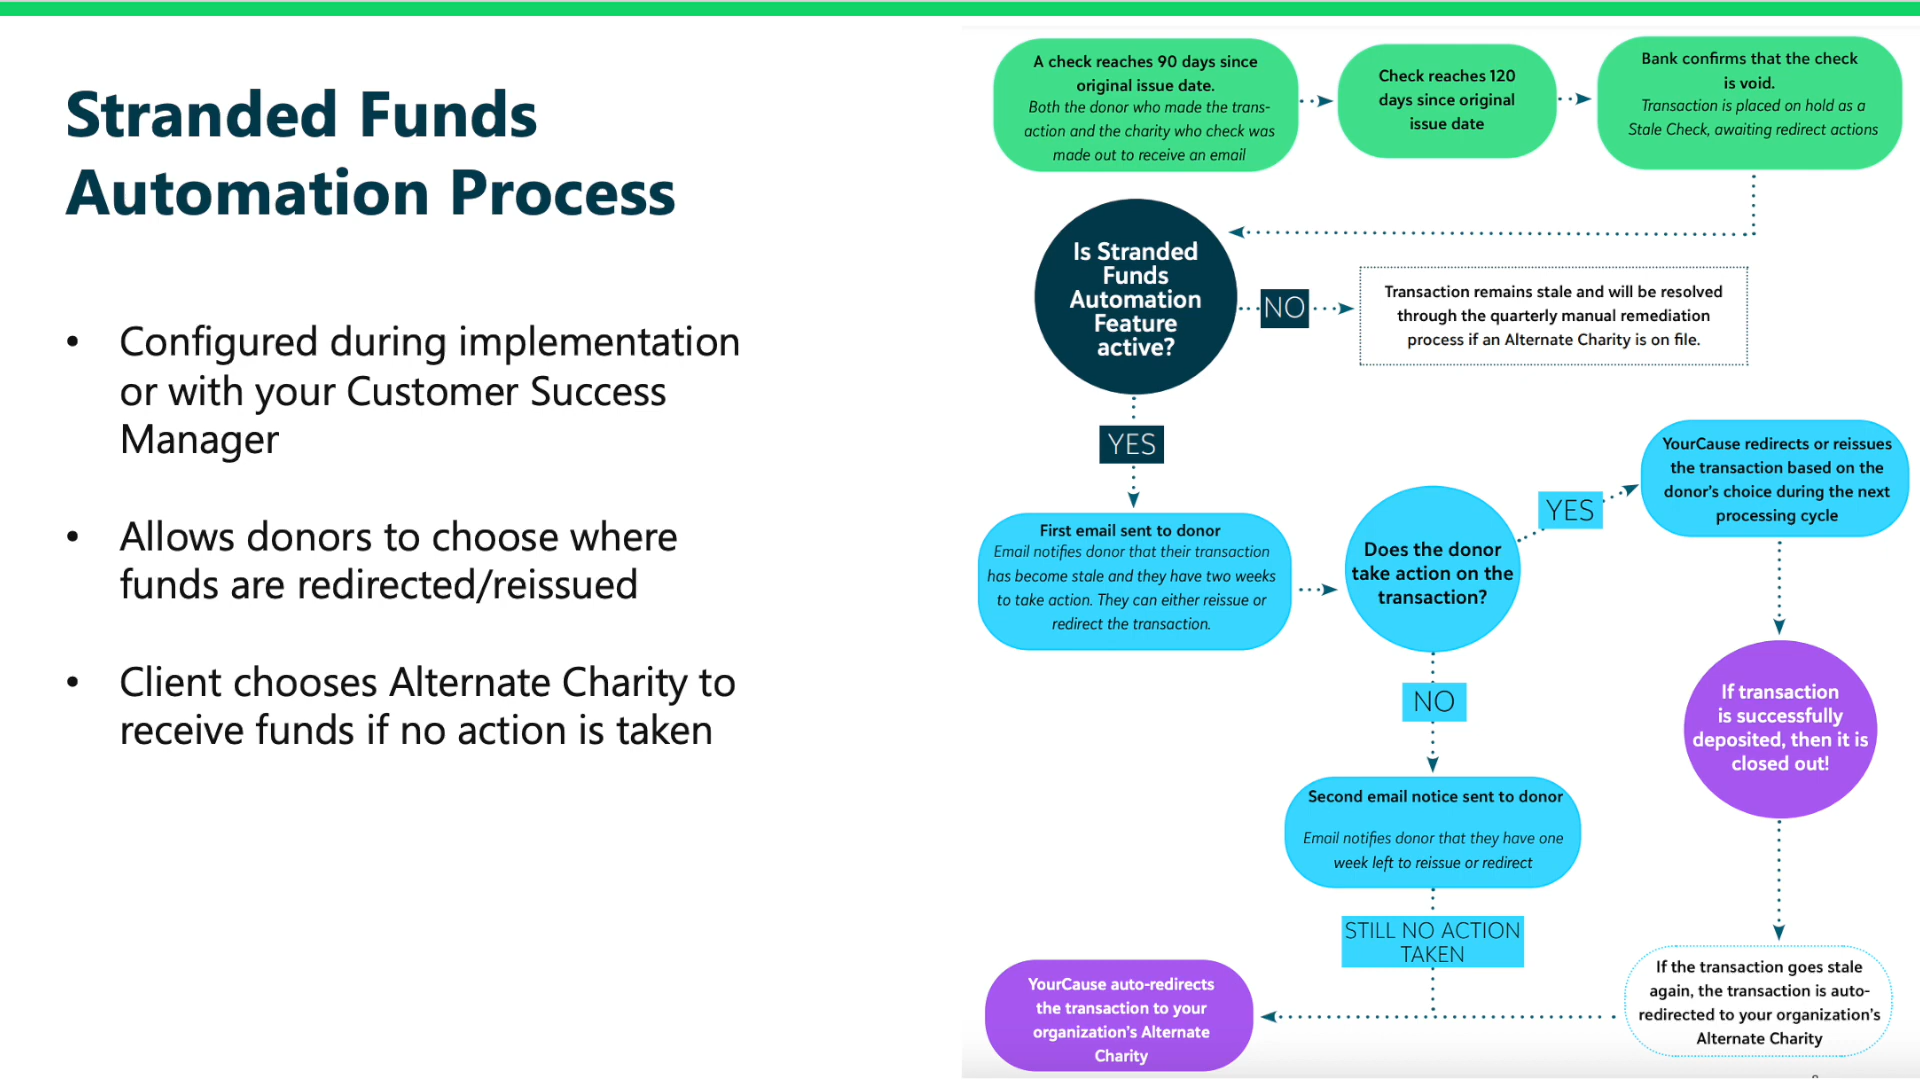 Stranded Funds
Automation Process
• Configured during implementation
or with your Customer Success
Manager
• Allows donors to choose where
funds are redirected/reissued
• Client chooses Alternate Charity to
receive funds if no action is taken
A check reaches 90 days since
original issue date.
Both the donor who made the trans-
action and the charity who check was
made out to receive an email
Check reaches 120
days since original
issue date
Bank confirms that the check
is void.
Transaction is placed on hold as a
Stale Check, awaiting redirect actions
Is Stranded
Funds
Automation
Feature
active?
NO
Transaction remains stale and will be resolved
through the quarterly manual remediation
process if an Alternate Charity is on file.
YES
First email sent to donor
Email notifies donor that their transaction
has become stale and they have two weeks
to take action. They can either reissue or
redirect the transaction.
Does the donor
take action on the
transaction?
YES
YourCause redirects or reissues
the transaction based on the
donor's choice during the next
processing cycle
If transaction
is successfully
deposited, then it is
closed out!
NO
Second email notice sent to donor
Email notifies donor that they have one
week left to reissue or redirect
STILL NO ACTION
TAKEN
If the transaction goes stale
again, the transaction is auto-
redirected to your organization's
Alternate Charity
YourCause auto-redirects
the transaction to your
organization's Alternate
Charity